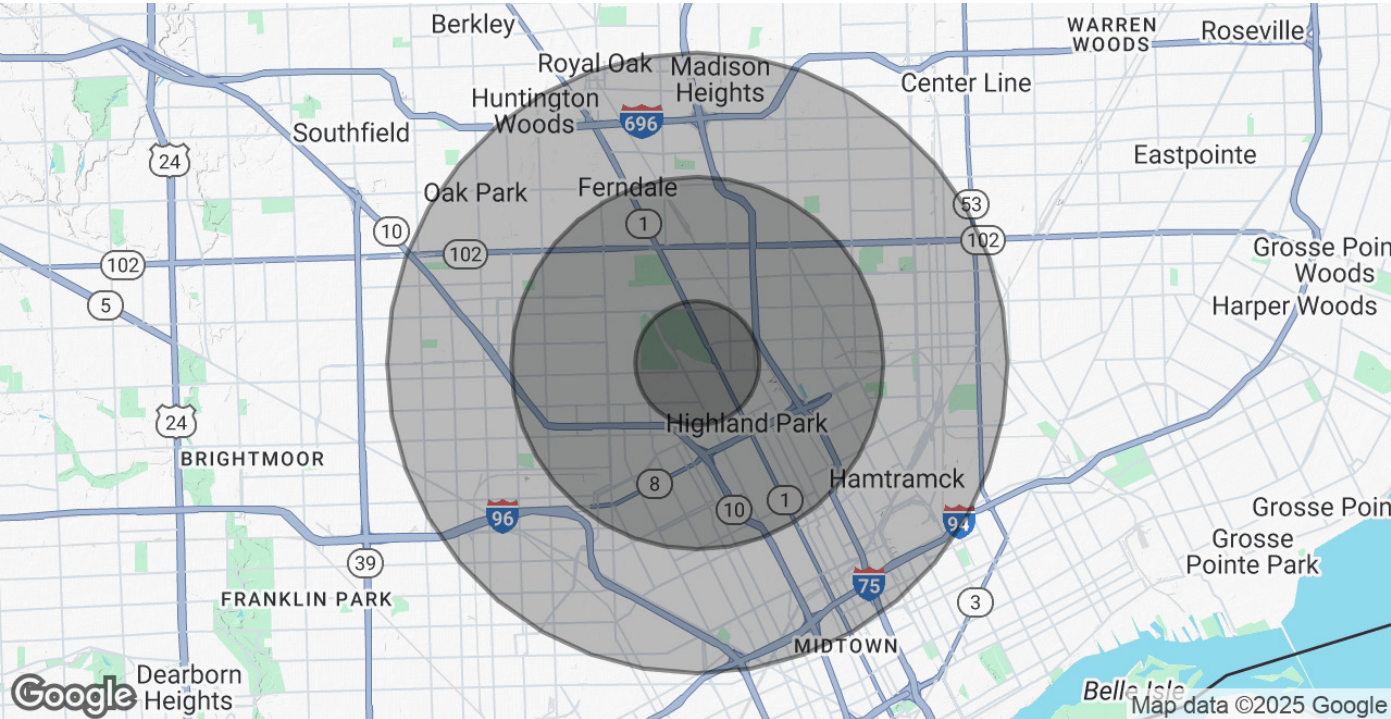 Berkley
WARREN
WOODS
Roseville
Royal Oak
Madison
Heights
Center Line
Huntington
Woods
696
Southfield
Eastpointe
24
Oak Park
Ferndale
53
1
10
102
102
102
Grosse Poin
Woods
5
Harper Woods
24
Highland Park
BRIGHTMOOR
Hamtramck
8
1
10
96
94
Grosse Poin
Grosse
Pointe Park
39
75
FRANKLIN PARK
3
MIDTOWN
Dearborn
Heights
Belle Isle
Google
Map data ©2025 Google